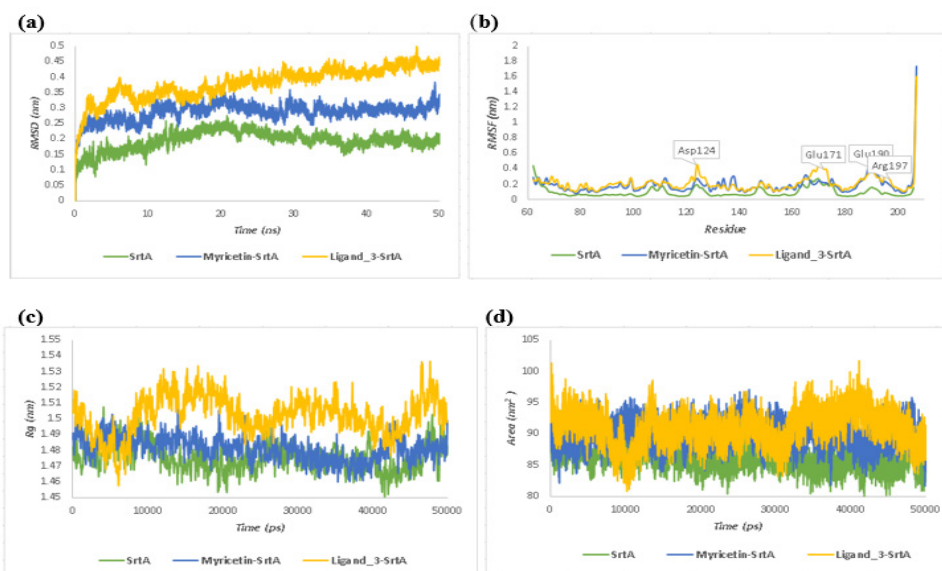 (a)
0.5
0.45
0.4
0.35
0.3
0.25
0.2
0.15
0.1
0.05
0
RMSD (nm)
0 10 20 30 40 50
Time (ns)
SrtA Myricetin-SrtA Ligand_3-SrtA
(b)
2
1.8
1.6
1.4
1.2
1
0.8
0.6
0.4
0.2
0
RMSF (nm)
Asp124
Glu171
Glu190
Arg197
60 80 100 120 140 160 180 200
Residue
SrtA Myricetin-SrtA Ligand_3-SrtA
(c)
1.55
1.54
1.53
1.52
1.51
1.50
1.49
1.48
1.47
1.46
1.45
Rg (nm)
0 10000 20000 30000 40000 50000
Time (ps)
SrtA Myricetin-SrtA Ligand_3-SrtA
(d)
105
100
95
90
85
80
Area (nm²)
0 10000 20000 30000 40000 50000
Time (ps)
SrtA Myricetin-SrtA Ligand_3-SrtA